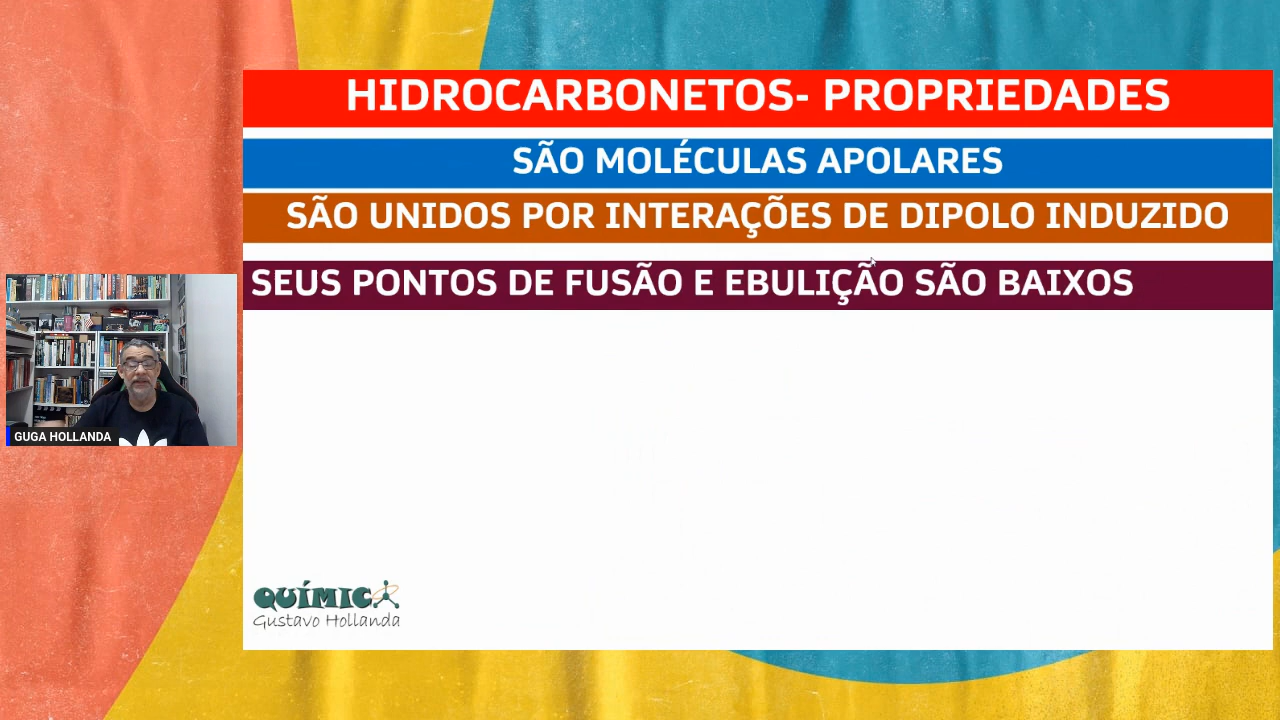 HIDROCARBONETOS- PROPRIEDADES
SÃO MOLÉCULAS APOLARES
SÃO UNIDOS POR INTERAÇÕES DE DIPOLO INDUZIDO
SEUS PONTOS DE FUSÃO E EBULIÇÃO SÃO BAIXOS
GUGA HOLLANDA
QUÍMICA
Gustavo Hollanda